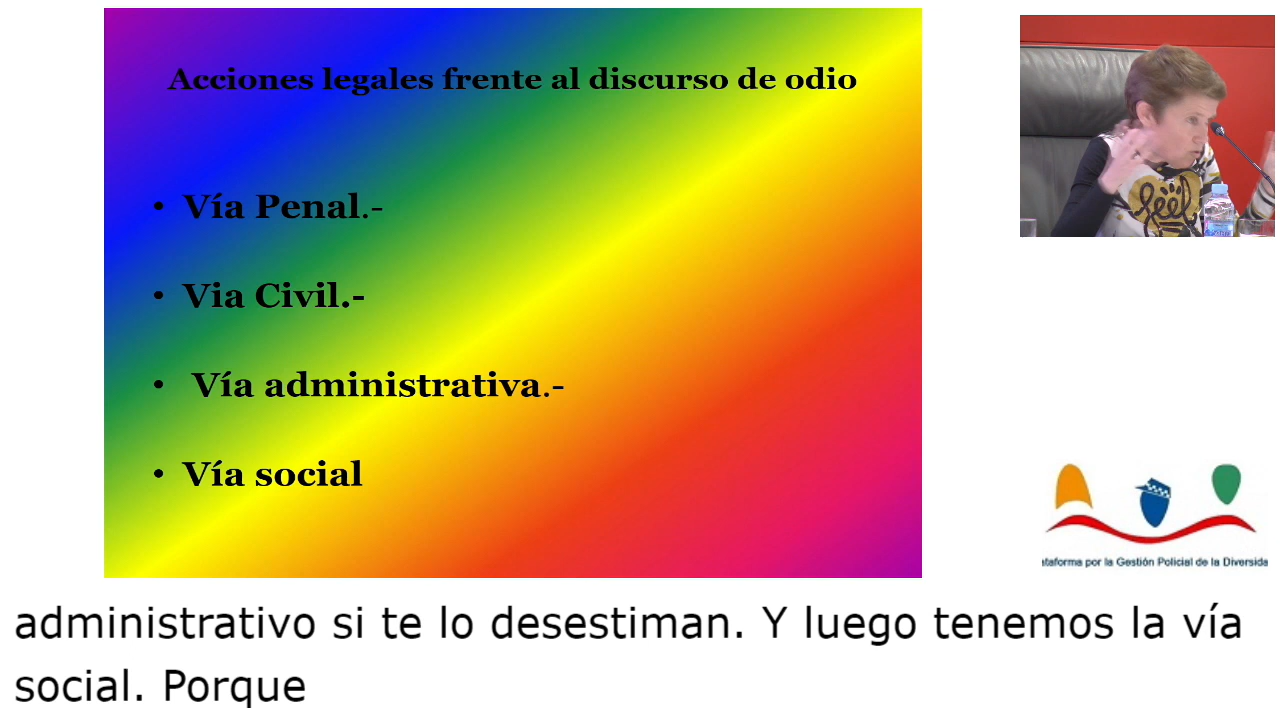 Acciones legales frente al discurso de odio
• Vía Penal.-
• Via Civil.-
• Vía administrativa.-
• Vía social
feel
ataforma por la Gestión Policial de la Diversida
administrativo si te lo desestiman. Y luego tenemos la vía
social. Porque